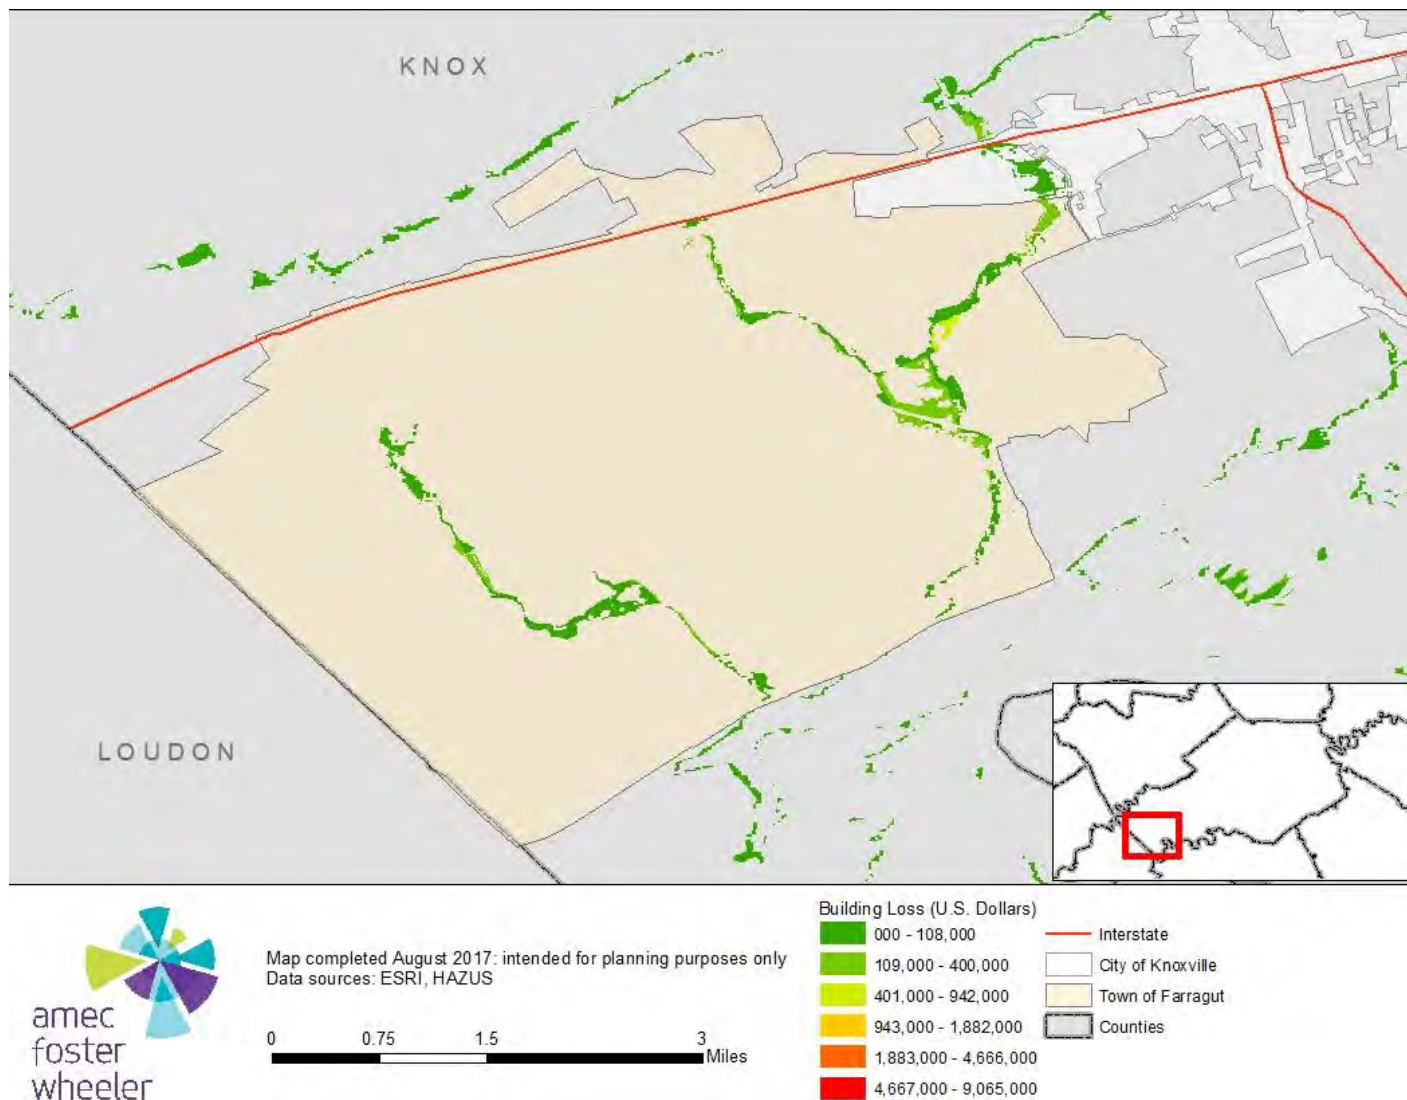 KNOX
LOUDON
amec
foster
wheeler
Map completed August 2017: intended for planning purposes only
Data sources: ESRI, HAZUS
0 0.75 1.5 3
Miles
Building Loss (U.S. Dollars)
000 - 108,000
109,000 - 400,000
401,000 - 942,000
943,000 - 1,882,000
1,883,000 - 4,666,000
4,667,000 - 9,065,000
Interstate
City of Knoxville
Town of Farragut
Counties